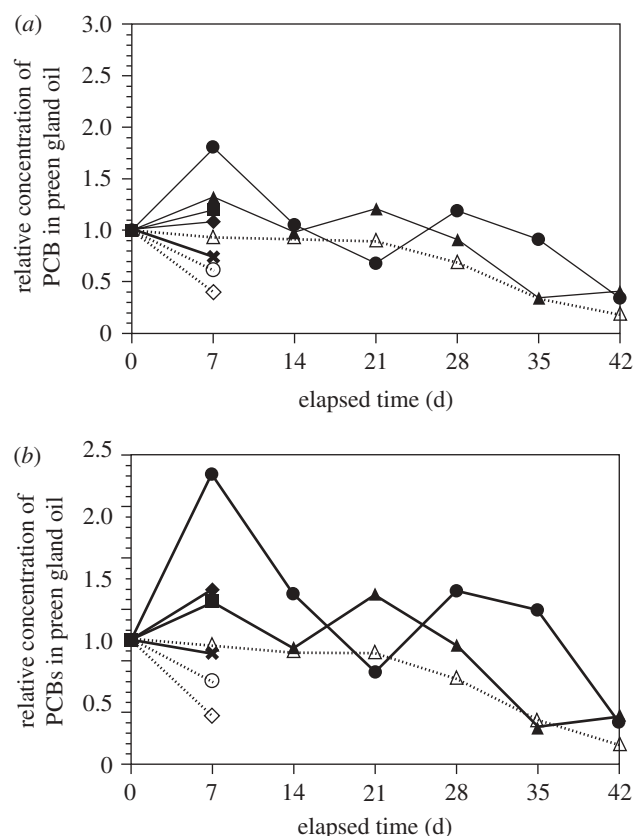 (a)
3.0
2.5
2.0
1.5
1.0
0.5
0
relative concentration of
PCB in preen gland oil
0 7 14 21 28 35 42
elapsed time (d)
(b)
2.5
2.0
1.5
1.0
0.5
0
relative concentration of
PCBs in preen gland oil
0 7 14 21 28 35 42
elapsed time (d)